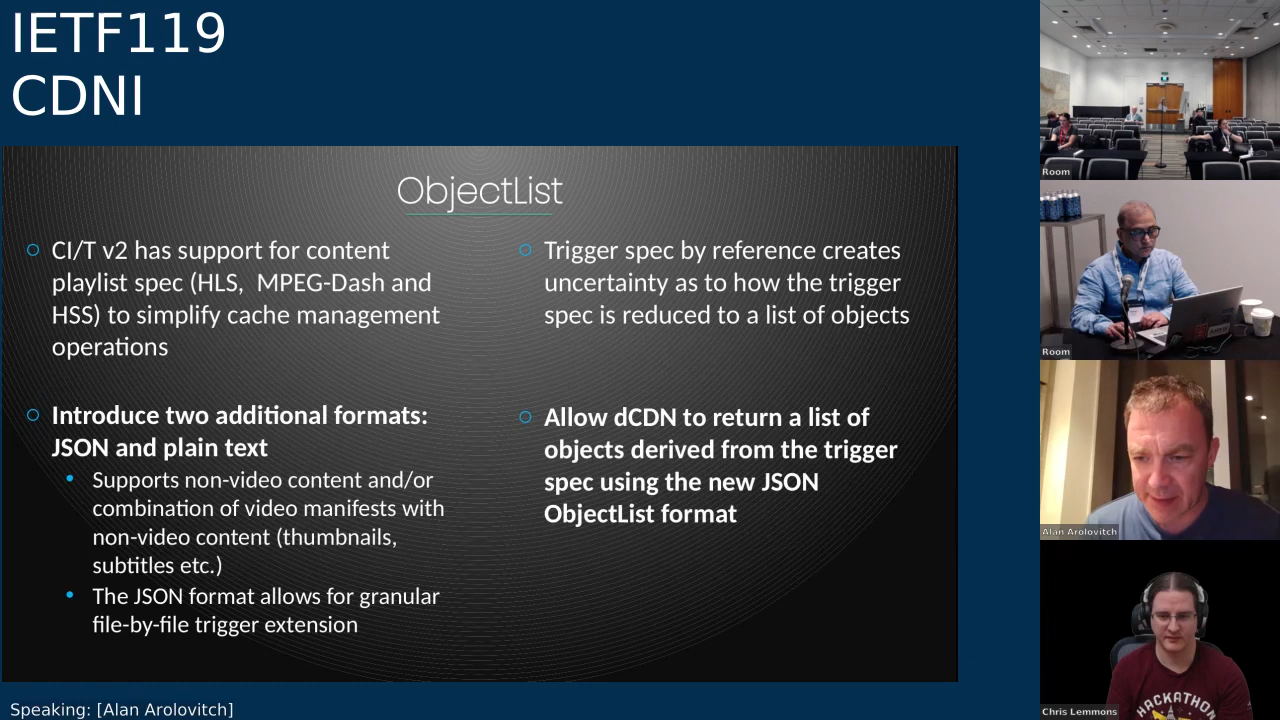 IETF119
CDNI
ObjectList
CI/T v2 has support for content
playlist spec (HLS,  MPEG-Dash and
HSS) to simplify cache management
operations
Introduce two additional formats:
JSON and plain text
Supports non-video content and/or
combination of video manifests with
non-video content (thumbnails,
subtitles etc.)
The JSON format allows for granular
file-by-file trigger extension
Trigger spec by reference creates
uncertainty as to how the trigger
spec is reduced to a list of objects
Allow dCDN to return a list of
objects derived from the trigger
spec using the new JSON
ObjectList format
Speaking: [Alan Arolovitch]
Room
Room
Alan Arolovitch
HACKATHON
Chris Lemmons